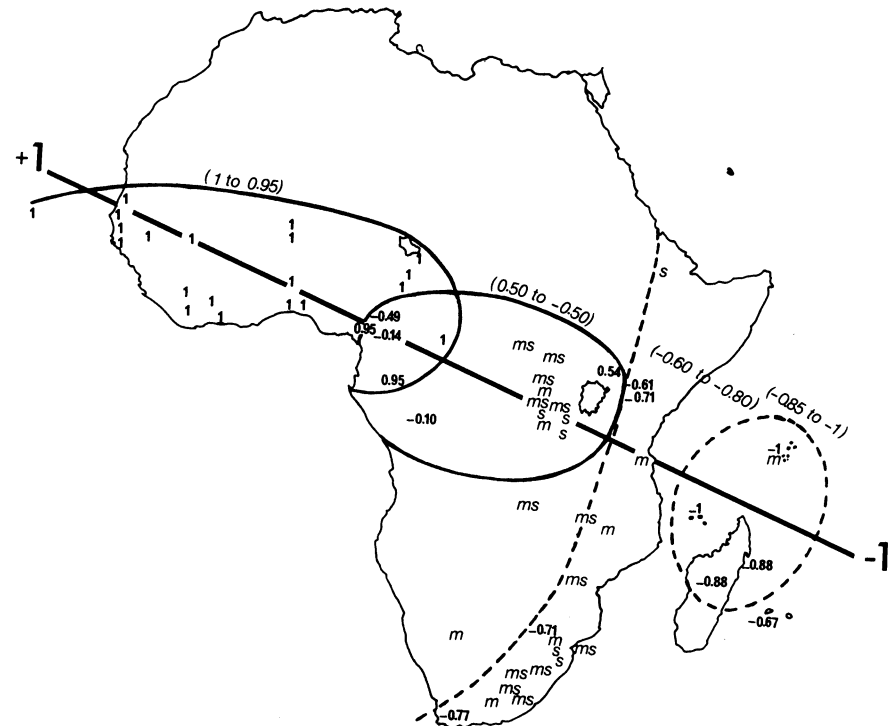 +1
(1 to 0.95)
1
1
1
1
1
1
1
1
1
s
1
1
1
1
1
1
1
1
1
(0.50 to -0.50)
-0.49
0.95
-0.14
1
ms
ms
(-0.60 to -0.80)
0.54
ms
-0.61
0.95
m
-0.71
(-0.85 to -1)
ms
ms
-0.10
s
s
m
s
-1
m
m
ms
-1
ms
m
-1
-0.88
ms
-0.88
-0.67
-0.71
m
m
ms
s
s
ms
ms
ms
m
ms
-0.77